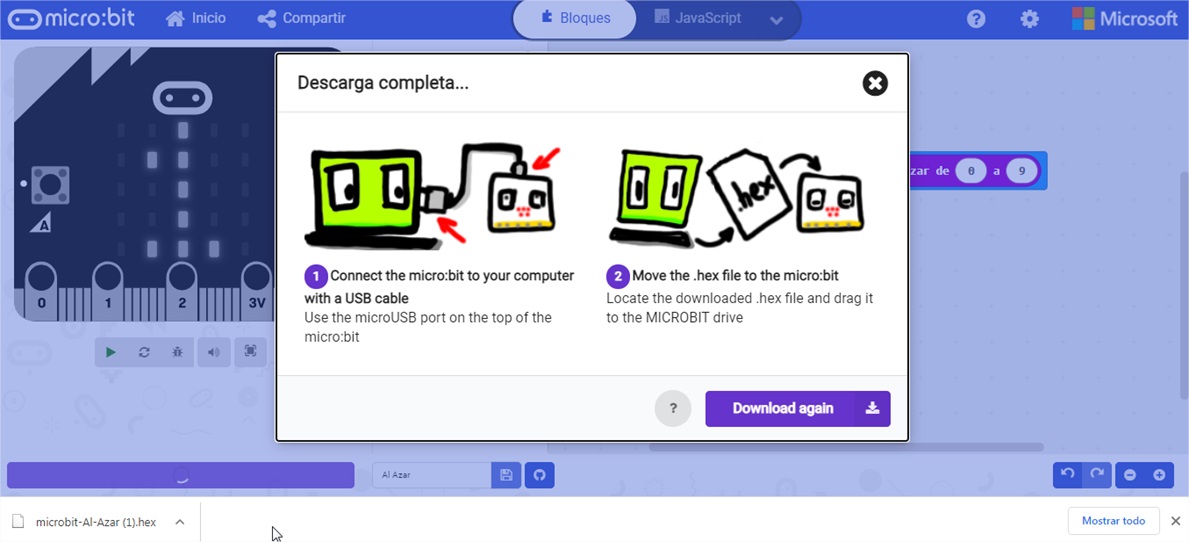 micro:bit
Inicio
Compartir
Bloques
JavaScript
?
Microsoft
Descarga completa...
.hex
1 Connect the micro:bit to your computer
with a USB cable
Use the microUSB port on the top of the
micro:bit
2 Move the .hex file to the micro:bit
Locate the downloaded .hex file and drag it
to the MICROBIT drive
? Download again
A
0 1 2 3V
zar de 0 a 9
Al Azar
microbit-Al-Azar (1).hex
Mostrar todo